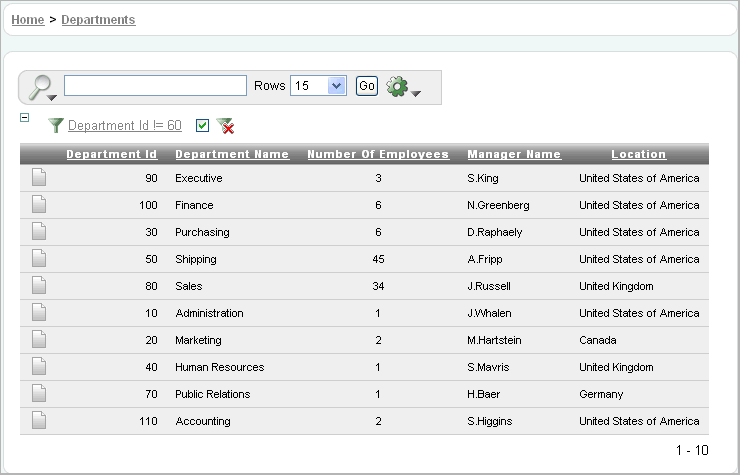 Home > Departments
Rows 15 Go
Department Id != 60
Department Id Department Name Number Of Employees Manager Name Location
90 Executive 3 S.King United States of America
100 Finance 6 N.Greenberg United States of America
30 Purchasing 6 D.Raphaely United States of America
50 Shipping 45 A.Fripp United States of America
80 Sales 34 J.Russell United Kingdom
10 Administration 1 J.Whalen United States of America
20 Marketing 2 M.Hartstein Canada
40 Human Resources 1 S.Mavris United Kingdom
70 Public Relations 1 H.Baer Germany
110 Accounting 2 S.Higgins United States of America
1 - 10